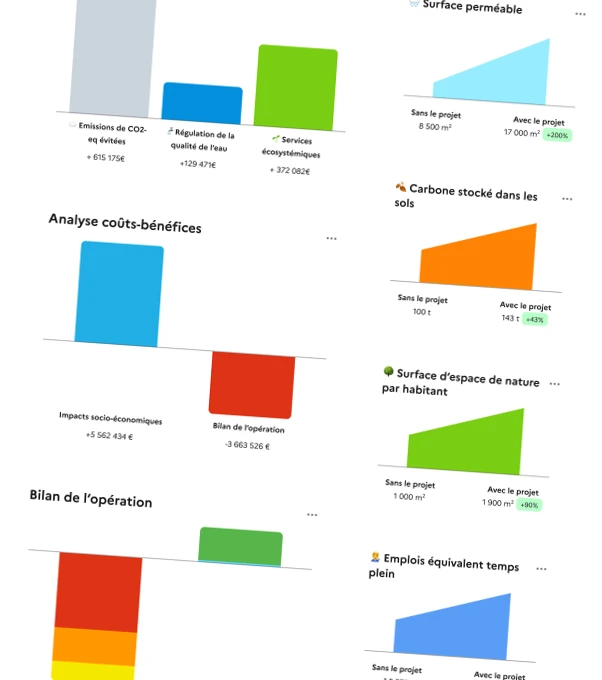 Emissions de CO2-
eq évitées
+ 615 175€
Régulation de la
qualité de l'eau
+129 471€
Services
écosystémiques
+ 372 082€
Analyse coûts-bénéfices
...
Impacts socio-économiques
+5 562 434 €
Bilan de l'opération
-3 663 526 €
Bilan de l'opération
...
Surface perméable
...
Sans le projet
8 500 m²
Avec le projet
17 000 m² +200%
Carbone stocké dans les
sols
...
Sans le projet
100 t
Avec le projet
143 t +43%
Surface d'espace de nature
par habitant
...
Sans le projet
1 000 m²
Avec le projet
1 900 m² +90%
Emplois équivalent temps
plein
...
Sans le projet
Avec le projet